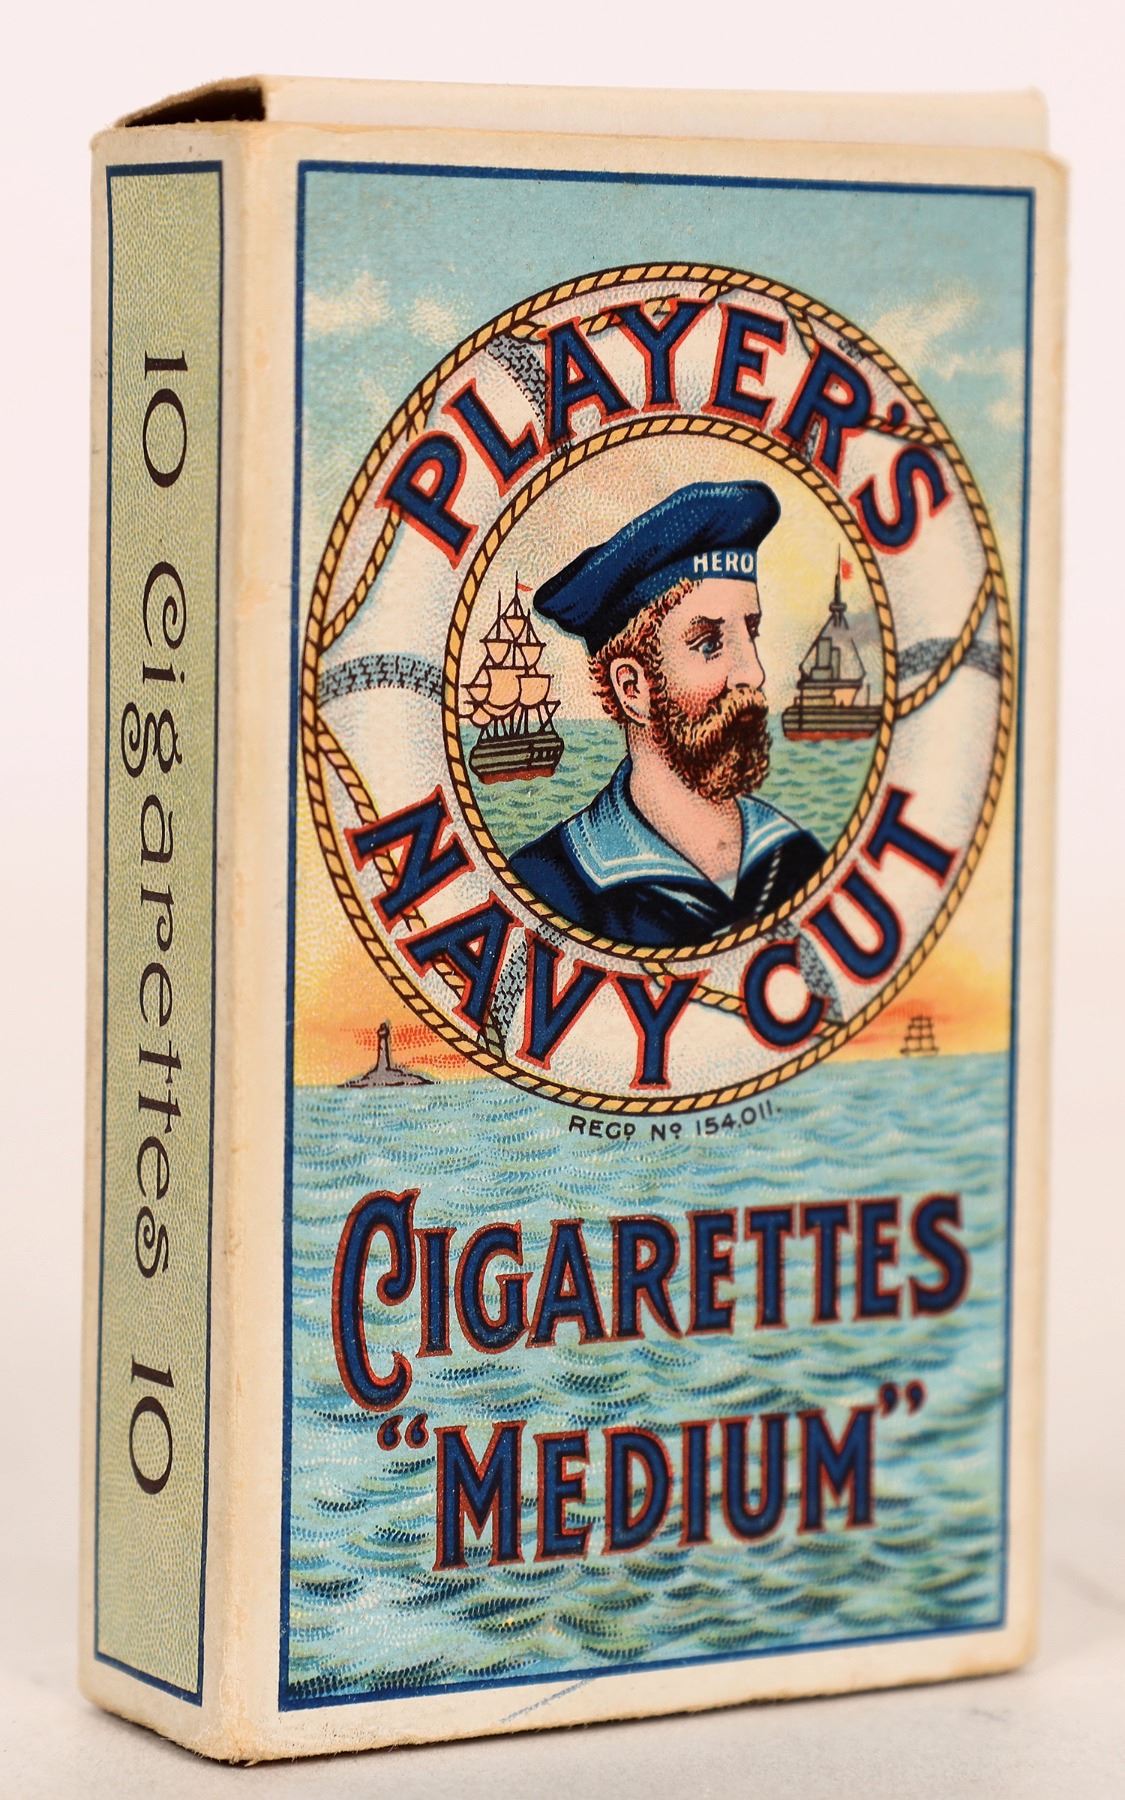 PLAYER'S
HERO
NAVY CUT
REGD No 154,011.
CIGARETTES
“MEDIUM”
10 Cigarettes 10